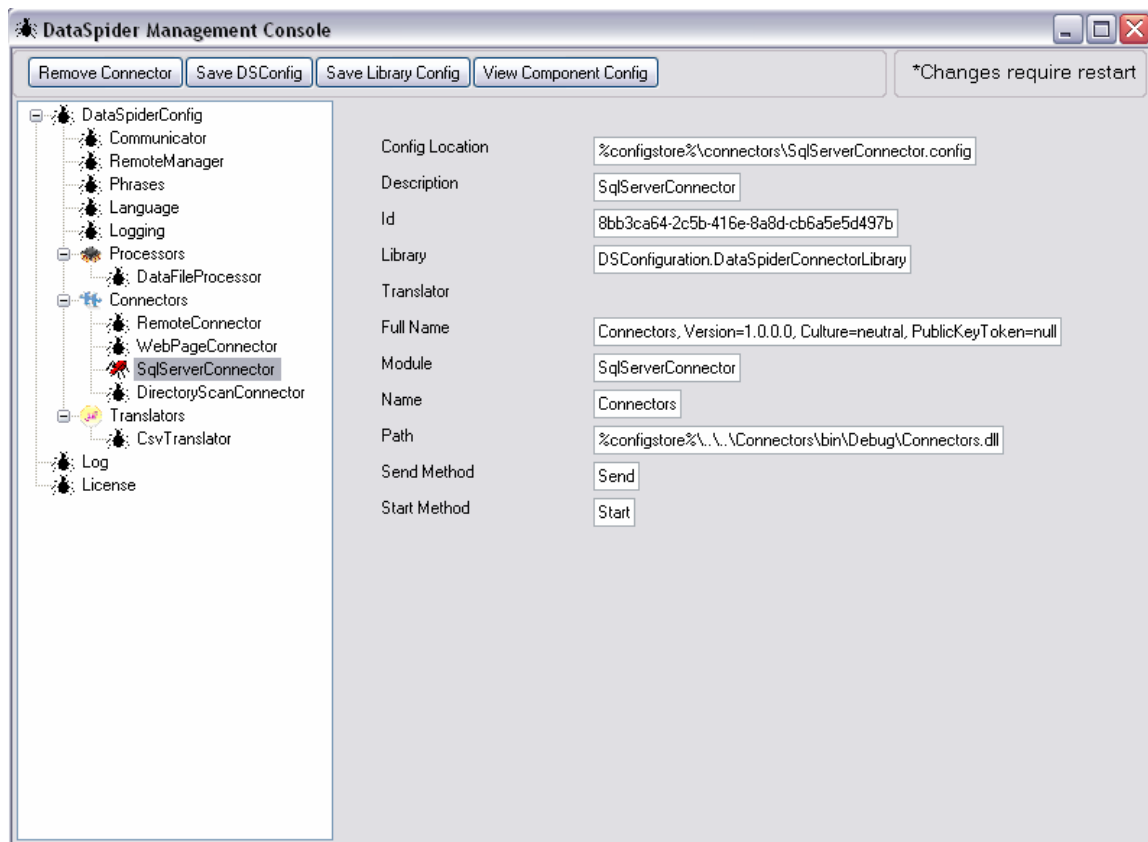 DataSpider Management Console
Remove Connector Save DSConfig Save Library Config View Component Config *Changes require restart
DataSpiderConfig
Communicator
RemoteManager
Phrases
Language
Logging
Processors
DataFileProcessor
Connectors
RemoteConnector
WebPageConnector
SqlServerConnector
DirectoryScanConnector
Translators
CsvTranslator
Log
License
Config Location %configstore%\connectors\SqlServerConnector.config
Description SqlServerConnector
Id 8bb3ca64-2c5b-416e-8a8d-cb6a5e5d497b
Library DSConfiguration.DataSpiderConnectorLibrary
Translator
Full Name Connectors, Version=1.0.0.0, Culture=neutral, PublicKeyToken=null
Module SqlServerConnector
Name Connectors
Path %configstore%\..\..\Connectors\bin\Debug\Connectors.dll
Send Method Send
Start Method Start